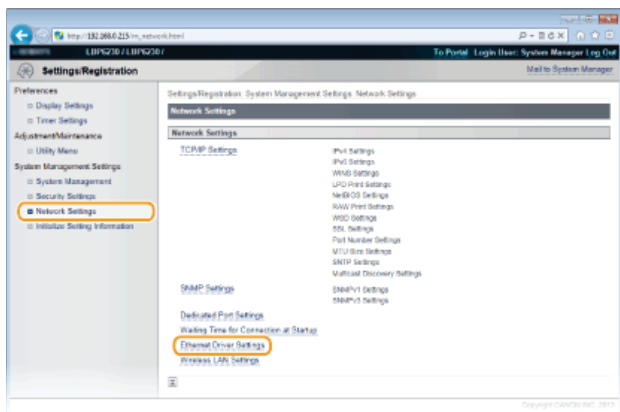 http://192.168.0.215/m_network.html
LBP6230 / LBP6230
To Portal Login User: System Manager Log Out
Settings/Registration
Mail to System Manager
Preferences
Display Settings
Timer Settings
Adjustment/Maintenance
Utility Menu
System Management Settings
System Management
Security Settings
Network Settings
Initialize Setting Information
Settings/Registration: System Management Settings: Network Settings
Network Settings
Network Settings
TCP/IP Settings
IPv4 Settings
IPv6 Settings
WINS Settings
LPD Print Settings
NetBIOS Settings
RAW Print Settings
WSD Settings
SSL Settings
Port Number Settings
MTU Size Settings
SNTP Settings
Multicast Discovery Settings
SNMP Settings
SNMPv1 Settings
SNMPv3 Settings
Dedicated Port Settings
Waiting Time for Connection at Startup
Ethernet Driver Settings
Wireless LAN Settings
Copyright CANON INC. 2013